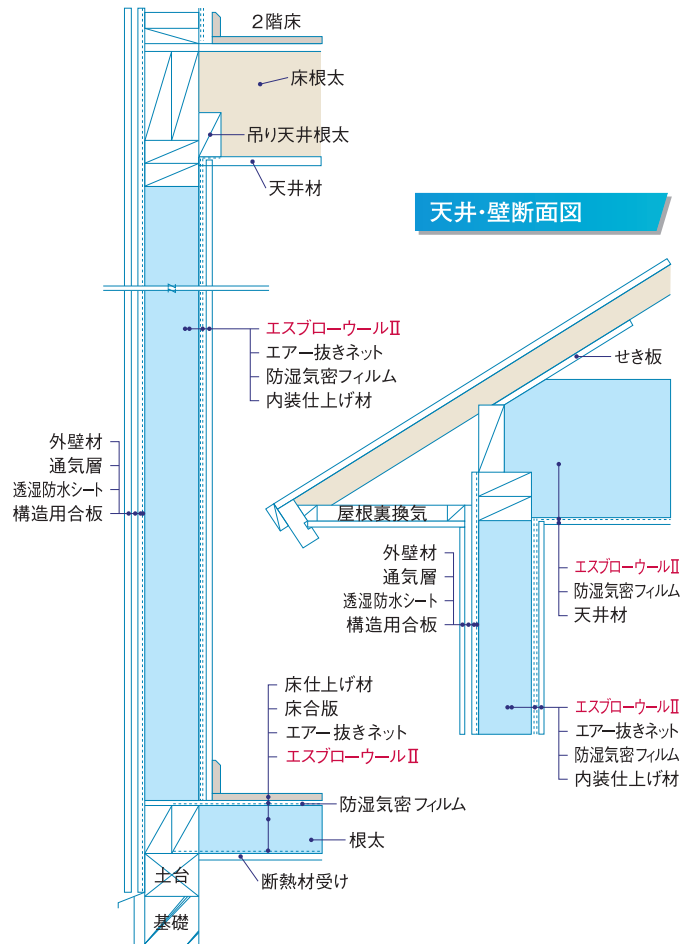 2階床
床根太
吊り天井根太
天井材
天井・壁断面図
エスブローウールⅡ
エアー抜きネット
防湿気密フィルム
内装仕上げ材
せき板
外壁材
通気層
透湿防水シート
構造用合板
屋根裏換気
外壁材
通気層
透湿防水シート
構造用合板
エスブローウールⅡ
防湿気密フィルム
天井材
床仕上げ材
床合版
エアー抜きネット
エスブローウールⅡ
エスブローウールⅡ
エアー抜きネット
防湿気密フィルム
内装仕上げ材
防湿気密フィルム
根太
断熱材受け
土台
基礎